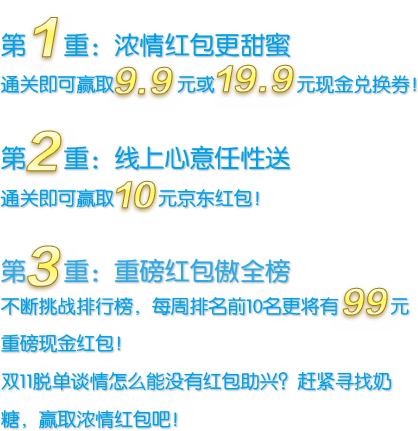 第1重：浓情红包更甜蜜
通关即可赢取9.9元或19.9元现金兑换券！
第2重：线上心意任性送
通关即可赢取10元京东红包！
第3重：重磅红包傲全榜
不断挑战排行榜，每周排名前10名更将有99元
重磅现金红包！
双11脱单谈情怎么能没有红包助兴？赶紧寻找奶
糖，赢取浓情红包吧！